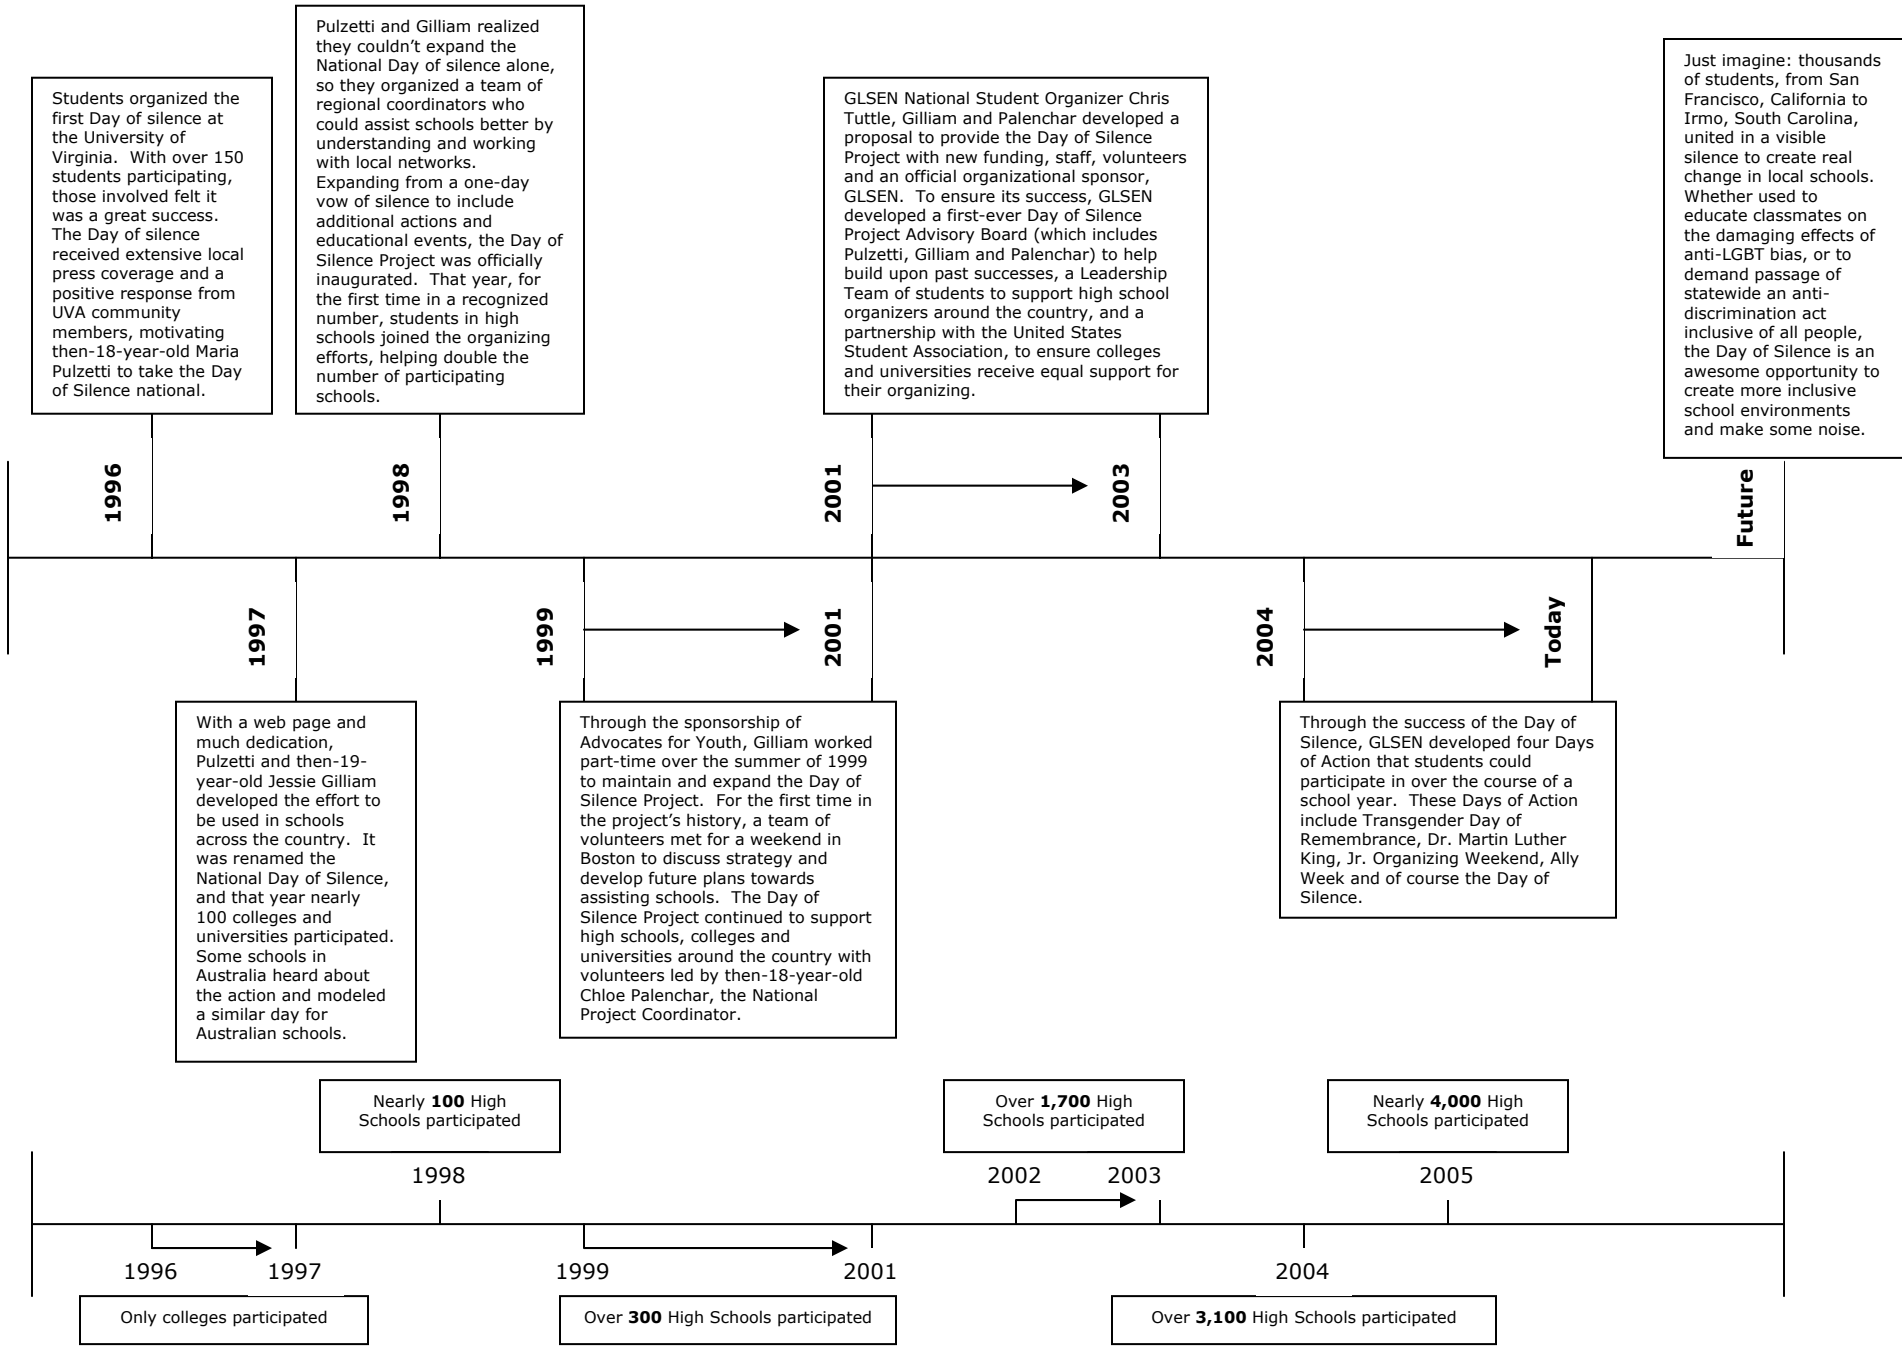 Students organized the
first Day of silence at
the University of
Virginia.  With over 150
students participating,
those involved felt it
was a great success.
The Day of silence
received extensive local
press coverage and a
positive response from
UVA community
members, motivating
then-18-year-old Maria
Pulzetti to take the Day
of Silence national.
Pulzetti and Gilliam realized
they couldn’t expand the
National Day of silence alone,
so they organized a team of
regional coordinators who
could assist schools better by
understanding and working
with local networks.
Expanding from a one-day
vow of silence to include
additional actions and
educational events, the Day of
Silence Project was officially
inaugurated.  That year, for
the first time in a recognized
number, students in high
schools joined the organizing
efforts, helping double the
number of participating
schools.
GLSEN National Student Organizer Chris
Tuttle, Gilliam and Palenchar developed a
proposal to provide the Day of Silence
Project with new funding, staff, volunteers
and an official organizational sponsor,
GLSEN.  To ensure its success, GLSEN
developed a first-ever Day of Silence
Project Advisory Board (which includes
Pulzetti, Gilliam and Palenchar) to help
build upon past successes, a Leadership
Team of students to support high school
organizers around the country, and a
partnership with the United States
Student Association, to ensure colleges
and universities receive equal support for
their organizing.
Just imagine: thousands
of students, from San
Francisco, California to
Irmo, South Carolina,
united in a visible
silence to create real
change in local schools.
Whether used to
educate classmates on
the damaging effects of
anti-LGBT bias, or to
demand passage of
statewide an anti-
discrimination act
inclusive of all people,
the Day of Silence is an
awesome opportunity to
create more inclusive
school environments
and make some noise.
1996
1998
2001
2003
Future
1997
1999
2001
2004
Today
With a web page and
much dedication,
Pulzetti and then-19-
year-old Jessie Gilliam
developed the effort to
be used in schools
across the country.  It
was renamed the
National Day of Silence,
and that year nearly
100 colleges and
universities participated.
Some schools in
Australia heard about
the action and modeled
a similar day for
Australian schools.
Through the sponsorship of
Advocates for Youth, Gilliam worked
part-time over the summer of 1999
to maintain and expand the Day of
Silence Project.  For the first time in
the project’s history, a team of
volunteers met for a weekend in
Boston to discuss strategy and
develop future plans towards
assisting schools.  The Day of
Silence Project continued to support
high schools, colleges and
universities around the country with
volunteers led by then-18-year-old
Chloe Palenchar, the National
Project Coordinator.
Through the success of the Day of
Silence, GLSEN developed four Days
of Action that students could
participate in over the course of a
school year.  These Days of Action
include Transgender Day of
Remembrance, Dr. Martin Luther
King, Jr. Organizing Weekend, Ally
Week and of course the Day of
Silence.
Nearly 100 High
Schools participated
Over 1,700 High
Schools participated
Nearly 4,000 High
Schools participated
1998
2002
2003
2005
1996
1997
1999
2001
2004
Only colleges participated
Over 300 High Schools participated
Over 3,100 High Schools participated